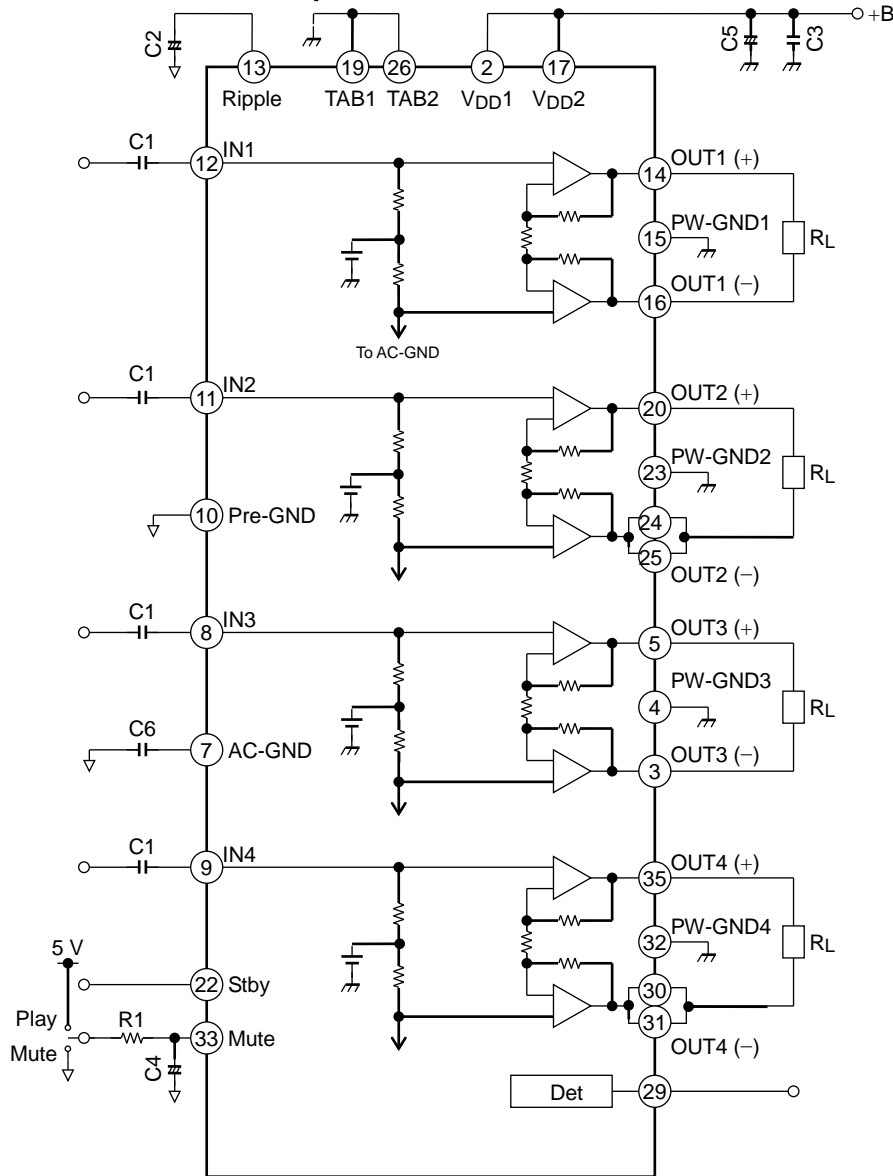 +B
C2
C5
C3
13
19
26
2
17
Ripple
TAB1
TAB2
VDD1
VDD2
C1
12
IN1
14
OUT1 (+)
15
PW-GND1
RL
16
OUT1 (−)
To AC-GND
C1
11
IN2
20
OUT2 (+)
23
PW-GND2
RL
10
Pre-GND
24
25
OUT2 (−)
C1
8
IN3
5
OUT3 (+)
4
PW-GND3
RL
C6
7
AC-GND
3
OUT3 (−)
C1
9
IN4
35
OUT4 (+)
32
PW-GND4
RL
5 V
22
Stby
30
Play
R1
33
Mute
31
Mute
OUT4 (−)
C4
Det
29